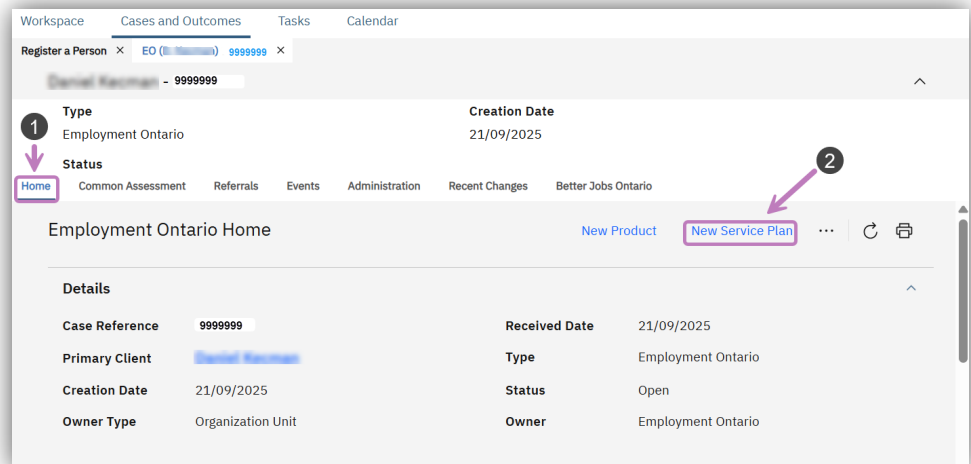 Workspace Cases and Outcomes Tasks Calendar
Register a Person × EO ( ) 9999999 ×
- 9999999
Type Creation Date
1 Employment Ontario 21/09/2025
Status 2
Home Common Assessment Referrals Events Administration Recent Changes Better Jobs Ontario
Employment Ontario Home New Product New Service Plan ...
Details
Case Reference 9999999 Received Date 21/09/2025
Primary Client Type Employment Ontario
Creation Date 21/09/2025 Status Open
Owner Type Organization Unit Owner Employment Ontario